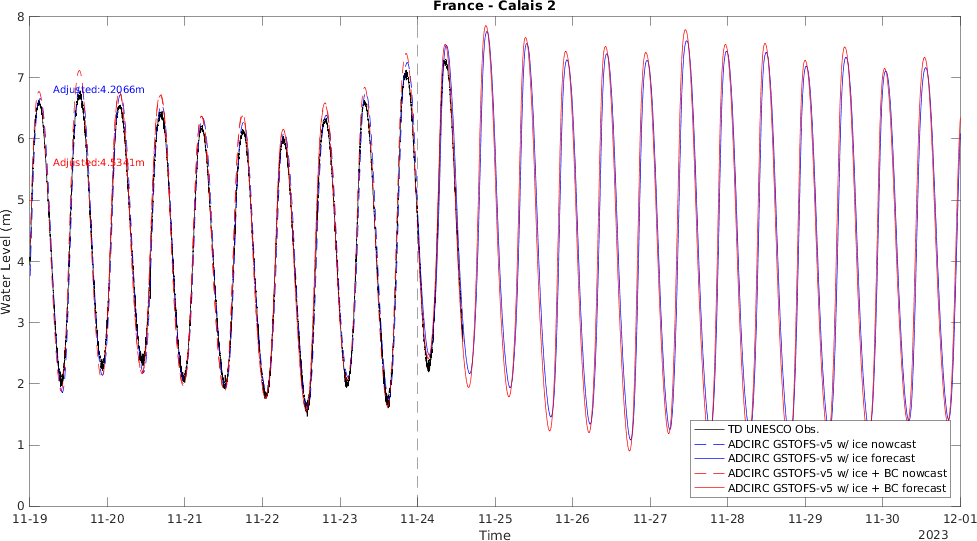 France - Calais 2
8
7
6
5
4
3
2
1
0
Water Level (m)
Adjusted:4.2066m
Adjusted:4.5341m
TD UNESCO Obs.
ADCIRC GSTOFS-v5 w/ ice nowcast
ADCIRC GSTOFS-v5 w/ ice forecast
ADCIRC GSTOFS-v5 w/ ice + BC nowcast
ADCIRC GSTOFS-v5 w/ ice + BC forecast
11-19 11-20 11-21 11-22 11-23 11-24 11-25 11-26 11-27 11-28 11-29 11-30 12-01
Time
2023